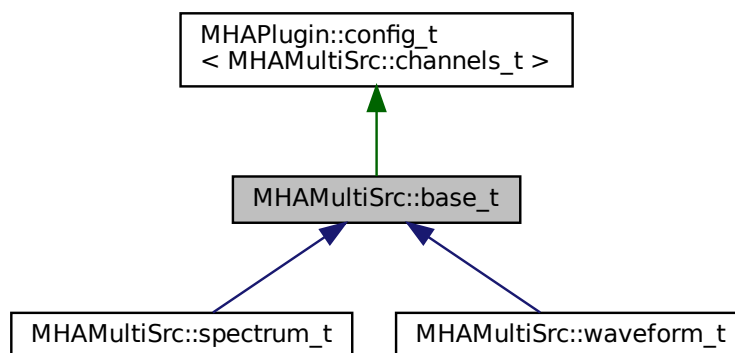 MHAPlugin::config_t
< MHAMultiSrc::channels_t >
MHAMultiSrc::base_t
MHAMultiSrc::spectrum_t
MHAMultiSrc::waveform_t